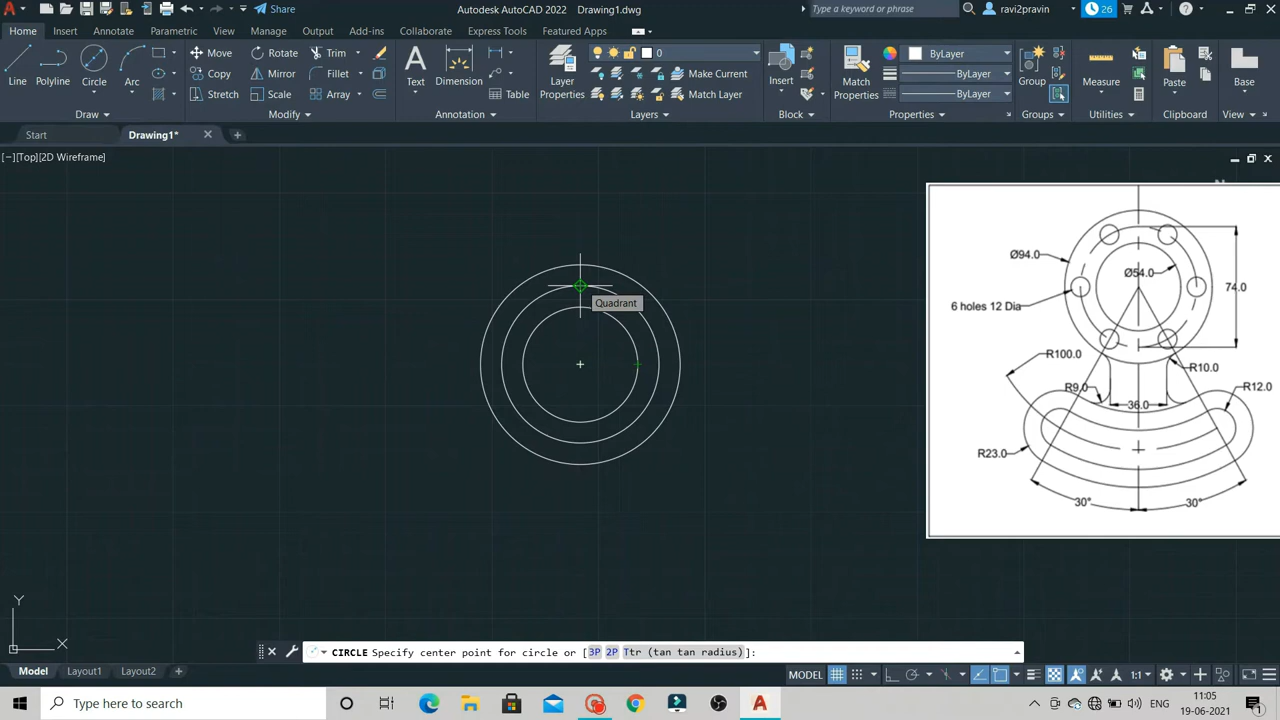 Share
Autodesk AutoCAD 2022 Drawing1.dwg
Type a keyword or phrase
ravi2pravin
26
Home Insert Annotate Parametric View Manage Output Add-ins Collaborate Express Tools Featured Apps
Line Polyline Circle Arc
Move Rotate Trim
Copy Mirror Fillet
Stretch Scale Array
Text Dimension Table
Layer Properties
0
Make Current
Match Layer
Insert
Match Properties
ByLayer
ByLayer
ByLayer
Group
Measure
Paste
Base
Draw Modify Annotation Layers Block Properties Groups Utilities Clipboard View
Start Drawing1*
[−][Top][2D Wireframe]
Quadrant
Ø94.0
Ø54.0
74.0
6 holes 12 Dia
R100.0
R10.0
R9.0
36.0
R12.0
R23.0
30°
30°
Y
X
CIRCLE Specify center point for circle or [3P 2P Ttr (tan tan radius)]:
Model Layout1 Layout2
MODEL
1:1
Type here to search
ENG
11:05
19-06-2021
1